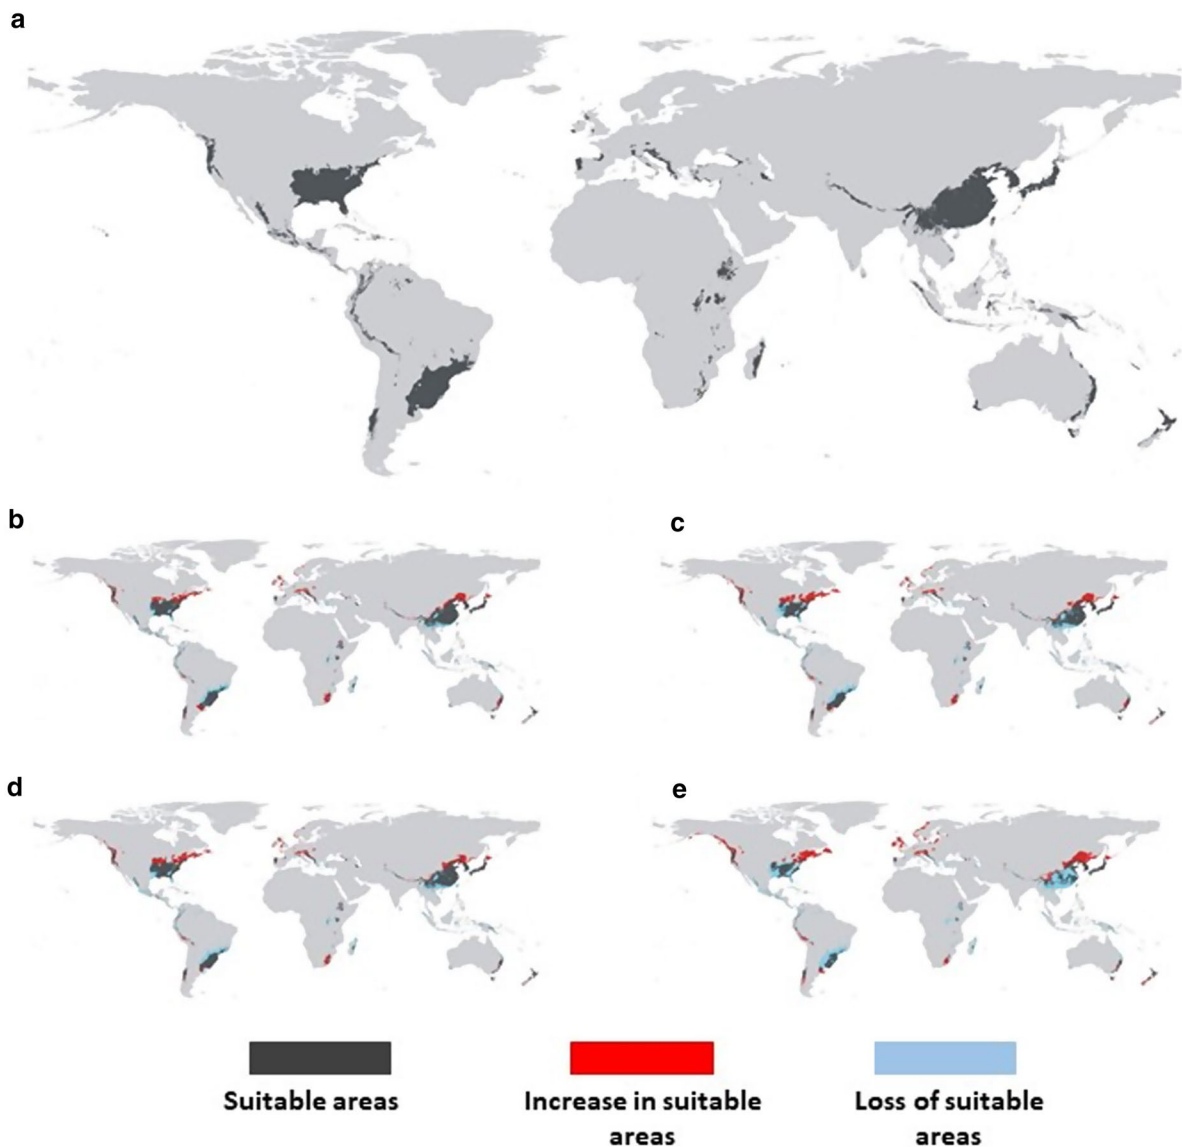 a
b
c
d
e
Suitable areas
Increase in suitable
areas
Loss of suitable
areas